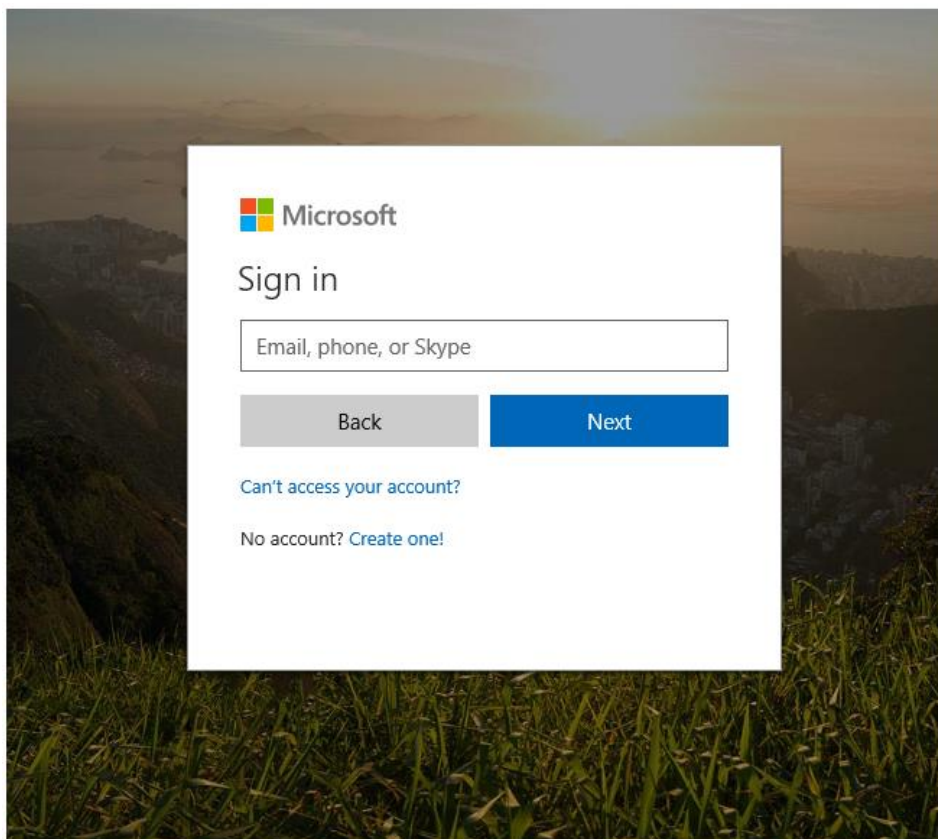 Microsoft
Sign in
Email, phone, or Skype
Back Next
Can't access your account?
No account? Create one!